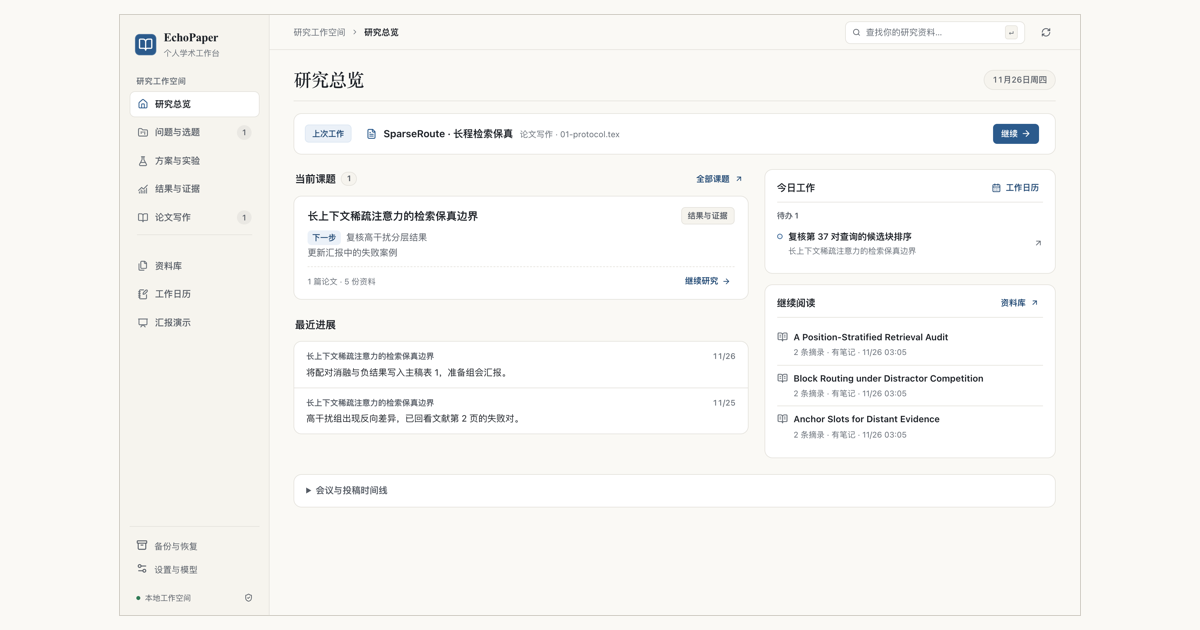 EchoPaper
个人学术工作台
研究工作空间
研究总览
问题与选题 1
方案与实验
结果与证据
论文写作 1
资料库
工作日历
汇报演示
备份与恢复
设置与模型
本地工作空间
研究工作空间 › 研究总览
查找你的研究资料...
研究总览
11月26日周四
上次工作 SparseRoute · 长程检索保真 论文写作 · 01-protocol.tex 继续 →
当前课题 1 全部课题 ↗
长上下文稀疏注意力的检索保真边界 结果与证据
下一步 复核高干扰分层结果
更新汇报中的失败案例
1 篇论文 · 5 份资料 继续研究 →
最近进展
长上下文稀疏注意力的检索保真边界 11/26
将配对消融与负结果写入主稿表 1，准备组会汇报。
长上下文稀疏注意力的检索保真边界 11/25
高干扰组出现反向差异，已回看文献第 2 页的失败对。
今日工作 工作日历
待办 1
复核第 37 对查询的候选块排序
长上下文稀疏注意力的检索保真边界
继续阅读 资料库 ↗
A Position-Stratified Retrieval Audit
2 条摘录 · 有笔记 · 11/26 03:05
Block Routing under Distractor Competition
2 条摘录 · 有笔记 · 11/26 03:05
Anchor Slots for Distant Evidence
2 条摘录 · 有笔记 · 11/26 03:05
▶ 会议与投稿时间线